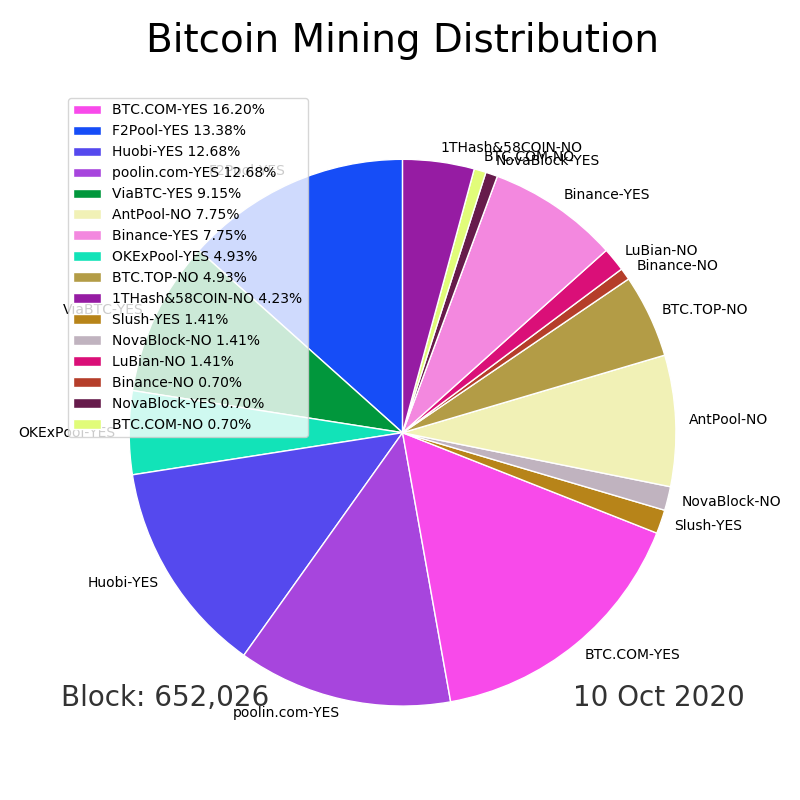 Bitcoin Mining Distribution
BTC.COM-YES 16.20%
F2Pool-YES 13.38%
Huobi-YES 12.68%
poolin.com-YES 12.68%
ViaBTC-YES 9.15%
AntPool-NO 7.75%
Binance-YES 7.75%
OKExPool-YES 4.93%
BTC.TOP-NO 4.93%
1THash&58COIN-NO 4.23%
Slush-YES 1.41%
NovaBlock-NO 1.41%
LuBian-NO 1.41%
Binance-NO 0.70%
NovaBlock-YES 0.70%
BTC.COM-NO 0.70%
1THash&58COIN-NO
BTC.COM-NO
NovaBlock-YES
Binance-YES
LuBian-NO
Binance-NO
BTC.TOP-NO
AntPool-NO
NovaBlock-NO
Slush-YES
BTC.COM-YES
poolin.com-YES
Huobi-YES
OKExPool-YES
ViaBTC-YES
F2Pool-YES
Block: 652,026
10 Oct 2020